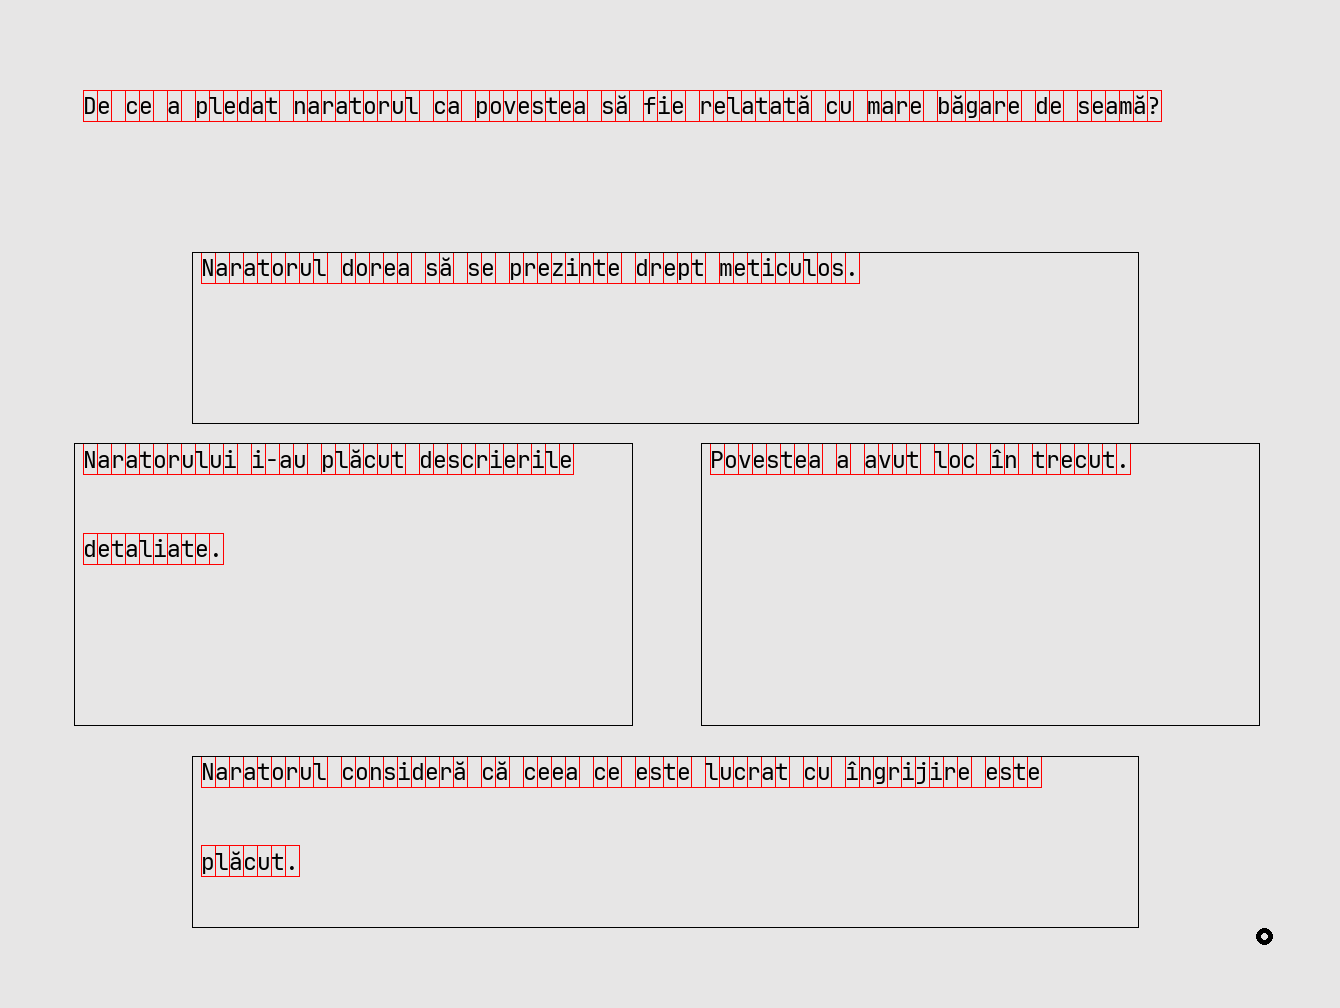 De ce a pledat naratorul ca povestea să fie relatată cu mare băgare de seamă?
Naratorul dorea să se prezinte drept meticulos.
Naratorului i-au plăcut descrierile
detaliate.
Povestea a avut loc în trecut.
Naratorul consideră că ceea ce este lucrat cu îngrijire este
plăcut.